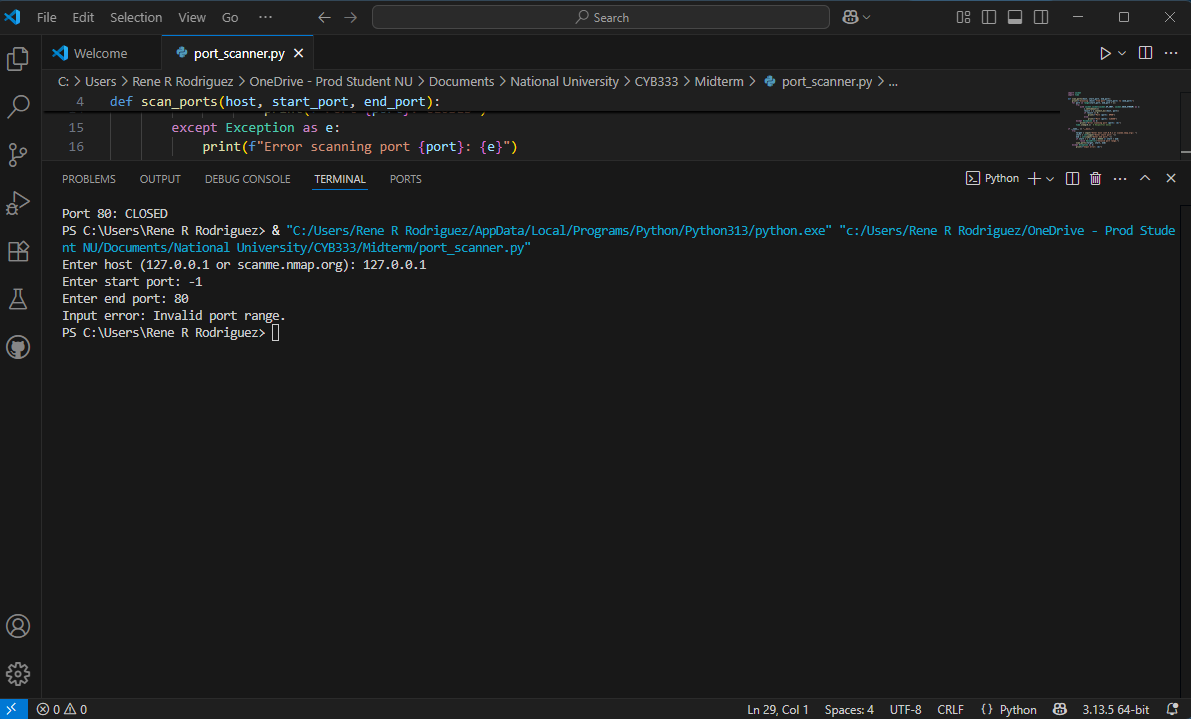 File Edit Selection View Go ··· Search
Welcome port_scanner.py
C: > Users > Rene R Rodriguez > OneDrive - Prod Student NU > Documents > National University > CYB333 > Midterm > port_scanner.py > ...
4 def scan_ports(host, start_port, end_port):
15 except Exception as e:
16 print(f"Error scanning port {port}: {e}")
PROBLEMS OUTPUT DEBUG CONSOLE TERMINAL PORTS Python
Port 80: CLOSED
PS C:\Users\Rene R Rodriguez> & "C:/Users/Rene R Rodriguez/AppData/Local/Programs/Python/Python313/python.exe" "c:/Users/Rene R Rodriguez/OneDrive - Prod Stude
nt NU/Documents/National University/CYB333/Midterm/port_scanner.py"
Enter host (127.0.0.1 or scanme.nmap.org): 127.0.0.1
Enter start port: -1
Enter end port: 80
Input error: Invalid port range.
PS C:\Users\Rene R Rodriguez>
0 0 Ln 29, Col 1 Spaces: 4 UTF-8 CRLF {} Python 3.13.5 64-bit